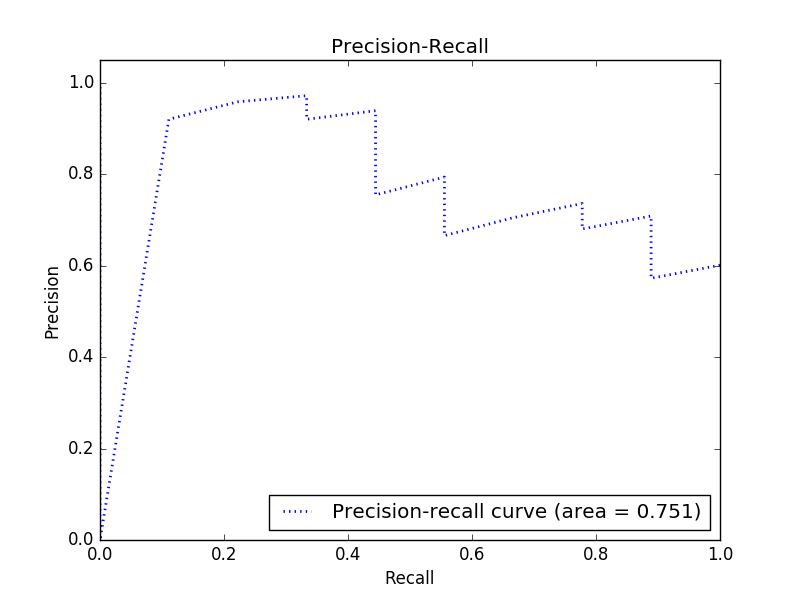 Precision-Recall
1.0
0.8
0.6
0.4
0.2
0.0
Precision
0.0 0.2 0.4 0.6 0.8 1.0
Recall
Precision-recall curve (area = 0.751)